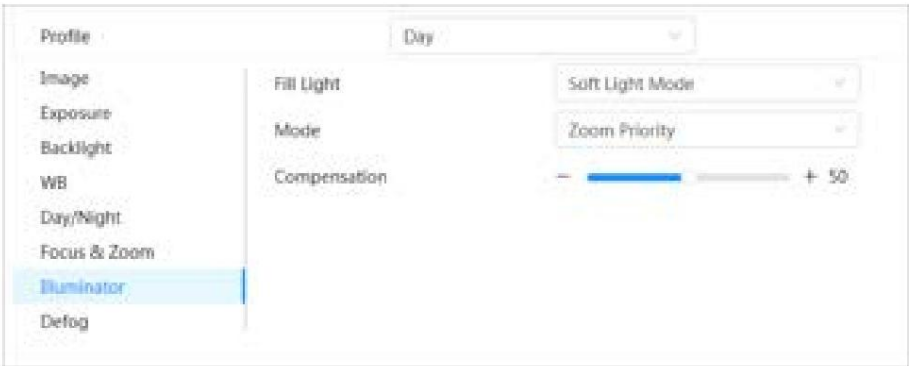 Profile Day
Image
Fill Light Soft Light Mode
Exposure
Mode Zoom Priority
Backlight
Compensation − + 50
WB
Day/Night
Focus & Zoom
Illuminator
Defog